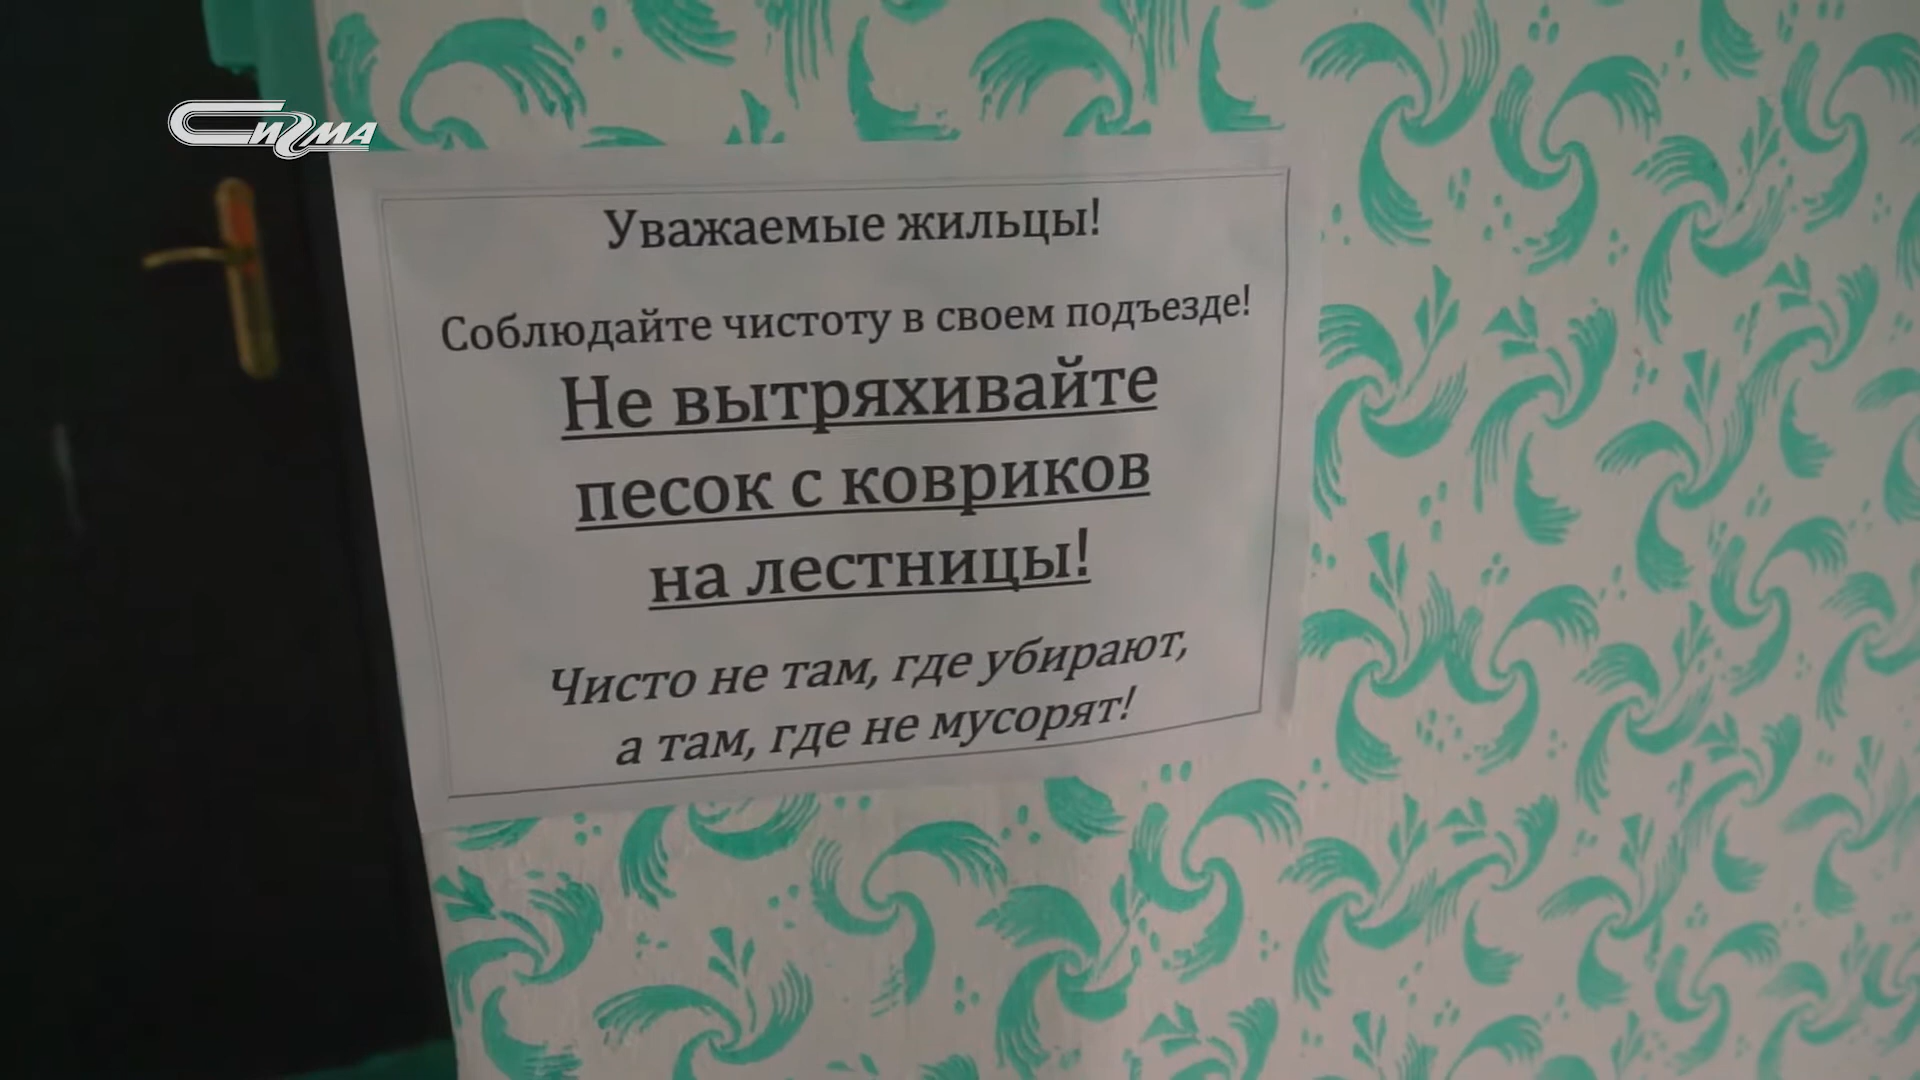 Сигма
Уважаемые жильцы!
Соблюдайте чистоту в своем подъезде!
Не вытряхивайте
песок с ковриков
на лестницы!
Чисто не там, где убирают,
а там, где не мусорят!